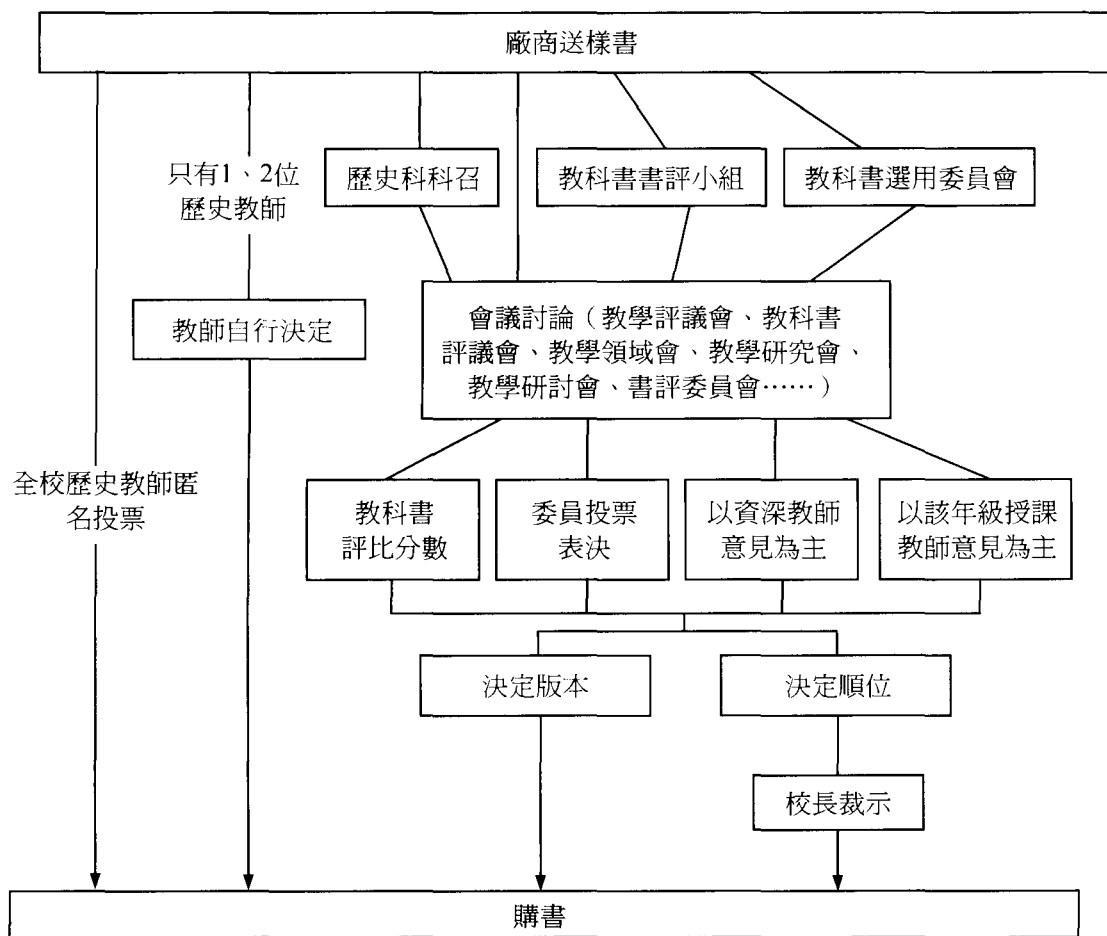 廠商送樣書
只有1、2位
歷史教師
歷史科科召
教科書書評小組
教科書選用委員會
教師自行決定
會議討論（教學評議會、教科書
評議會、教學領域會、教學研究會、
教學研討會、書評委員會……）
全校歷史教師匿
名投票
教科書
評比分數
委員投票
表決
以資深教師
意見為主
以該年級授課
教師意見為主
決定版本
決定順位
校長裁示
購書